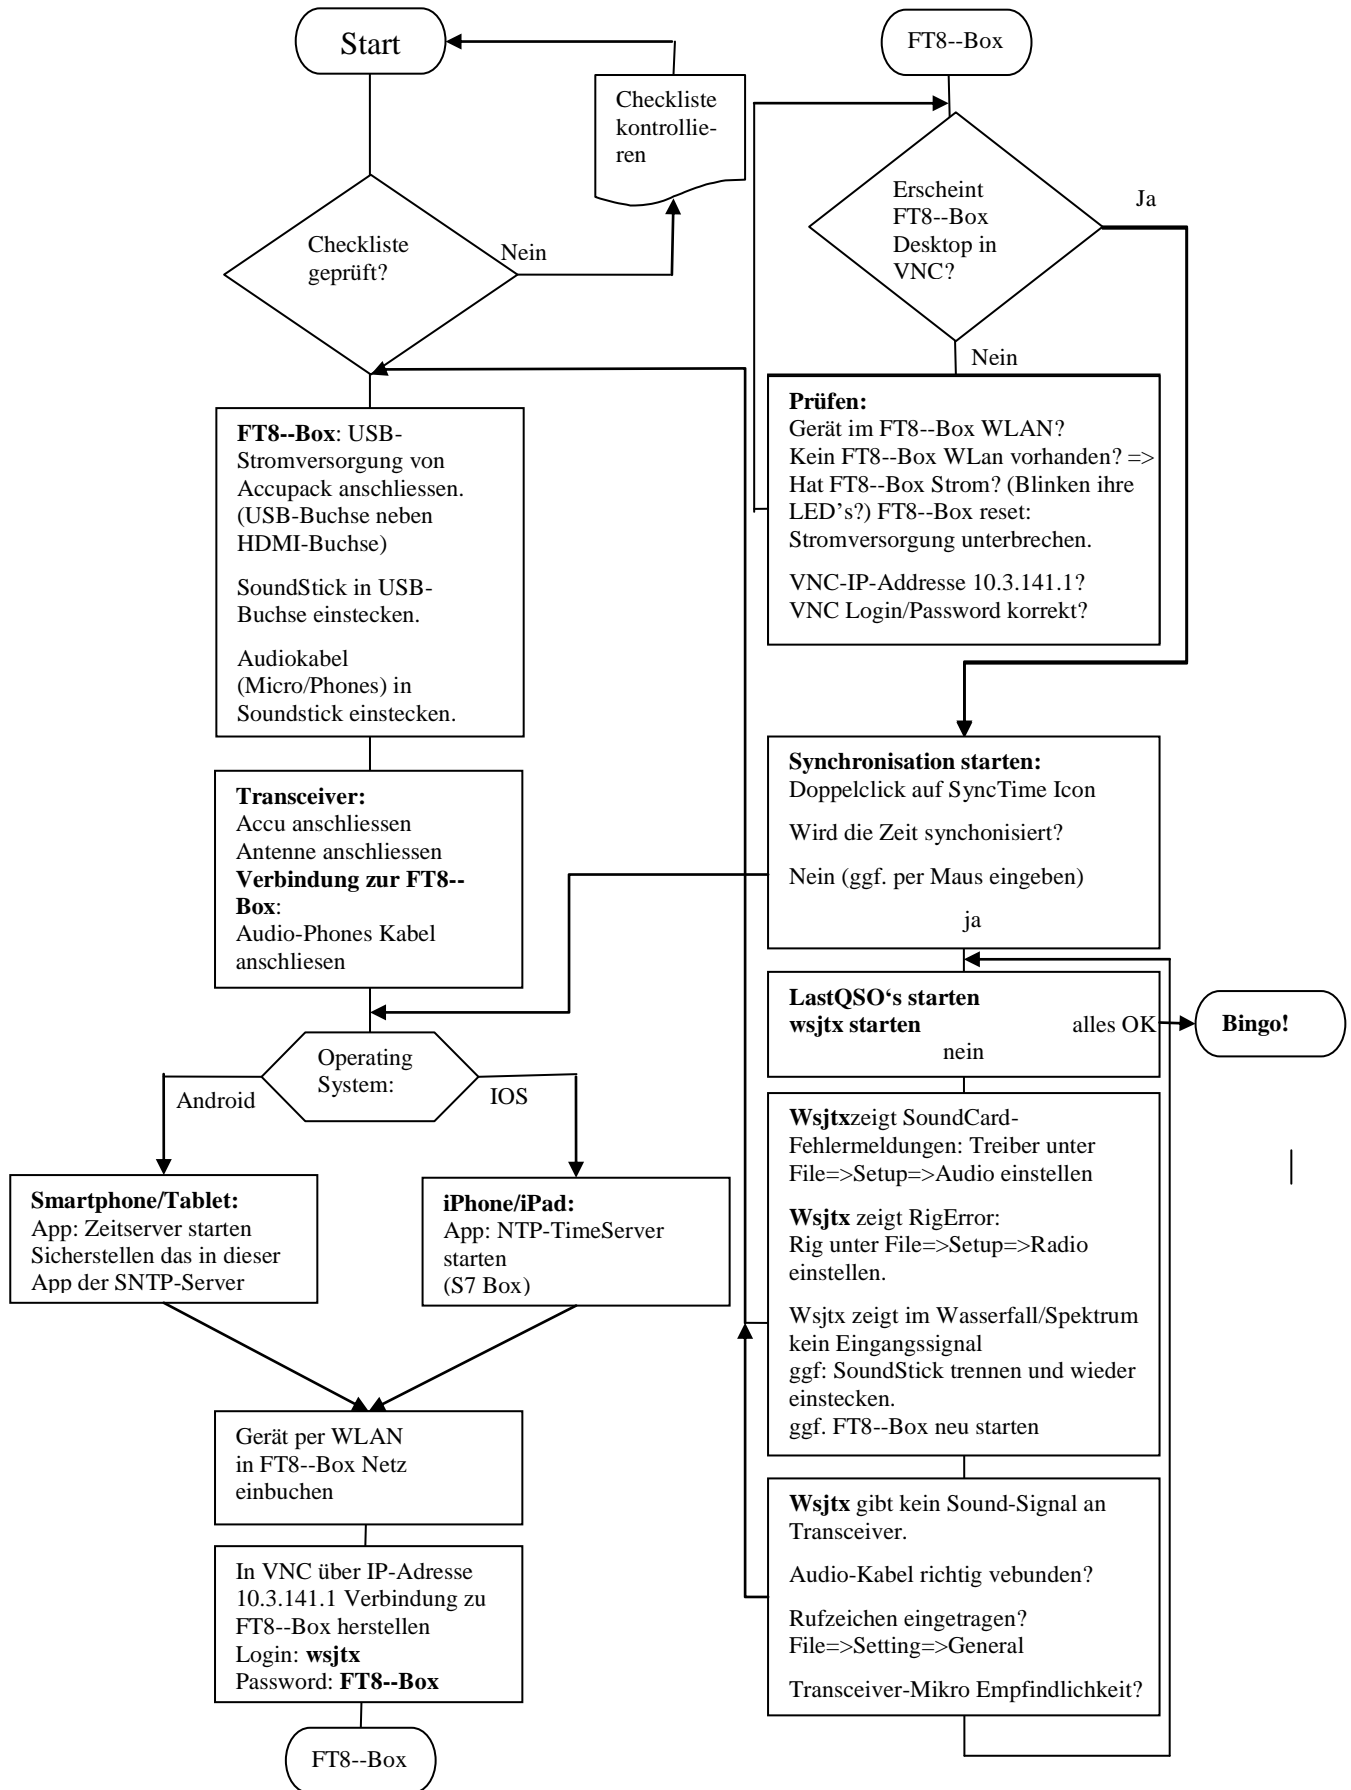 Start
Checkliste
kontrollie-
ren
Checkliste
geprüft?
Nein
FT8--Box: USB-
Stromversorgung von
Accupack anschliessen.
(USB-Buchse neben
HDMI-Buchse)
SoundStick in USB-
Buchse einstecken.
Audiokabel
(Micro/Phones) in
Soundstick einstecken.
Transceiver:
Accu anschliessen
Antenne anschliessen
Verbindung zur FT8--
Box:
Audio-Phones Kabel
anschliesen
Operating
System:
Android
IOS
Smartphone/Tablet:
App: Zeitserver starten
Sicherstellen das in dieser
App der SNTP-Server
iPhone/iPad:
App: NTP-TimeServer
starten
(S7 Box)
Gerät per WLAN
in FT8--Box Netz
einbuchen
In VNC über IP-Adresse
10.3.141.1 Verbindung zu
FT8--Box herstellen
Login: wsjtx
Password: FT8--Box
FT8--Box
FT8--Box
Erscheint
FT8--Box
Desktop in
VNC?
Ja
Nein
Prüfen:
Gerät im FT8--Box WLAN?
Kein FT8--Box WLan vorhanden? =>
Hat FT8--Box Strom? (Blinken ihre
LED's?) FT8--Box reset:
Stromversorgung unterbrechen.
VNC-IP-Addresse 10.3.141.1?
VNC Login/Password korrekt?
Synchronisation starten:
Doppelclick auf SyncTime Icon
Wird die Zeit synchonisiert?
Nein (ggf. per Maus eingeben)
ja
LastQSO‘s starten
wsjtx starten
alles OK
nein
Bingo!
Wsjtxzeigt SoundCard-
Fehlermeldungen: Treiber unter
File=>Setup=>Audio einstellen
Wsjtx zeigt RigError:
Rig unter File=>Setup=>Radio
einstellen.
Wsjtx zeigt im Wasserfall/Spektrum
kein Eingangssignal
ggf: SoundStick trennen und wieder
einstecken.
ggf. FT8--Box neu starten
Wsjtx gibt kein Sound-Signal an
Transceiver.
Audio-Kabel richtig vebunden?
Rufzeichen eingetragen?
File=>Setting=>General
Transceiver-Mikro Empfindlichkeit?